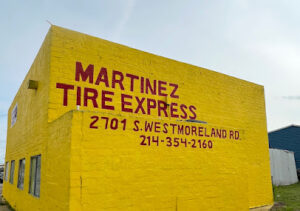 MARTINEZ
TIRE EXPRESS
2701 S. WESTMORELAND RD.
214-354-2160